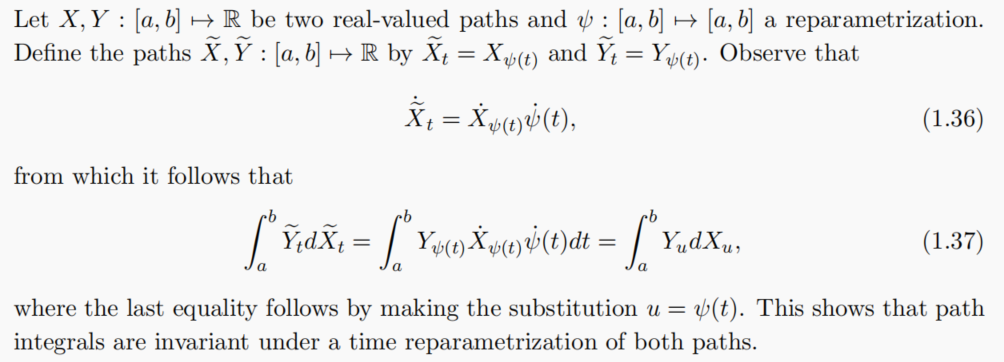 Let X, Y : [a, b] ↦ ℝ be two real-valued paths and ψ : [a, b] ↦ [a, b] a reparametrization.
Define the paths X̃, Ỹ : [a, b] ↦ ℝ by X̃_t = X_{ψ(t)} and Ỹ_t = Y_{ψ(t)}. Observe that
\dot{\tilde{X}}_t = \dot{X}_{ψ(t)} \dot{ψ}(t), (1.36)
from which it follows that
∫_a^b Ỹ_t dX̃_t = ∫_a^b Y_{ψ(t)} \dot{X}_{ψ(t)} \dot{ψ}(t) dt = ∫_a^b Y_u dX_u, (1.37)
where the last equality follows by making the substitution u = ψ(t). This shows that path
integrals are invariant under a time reparametrization of both paths.